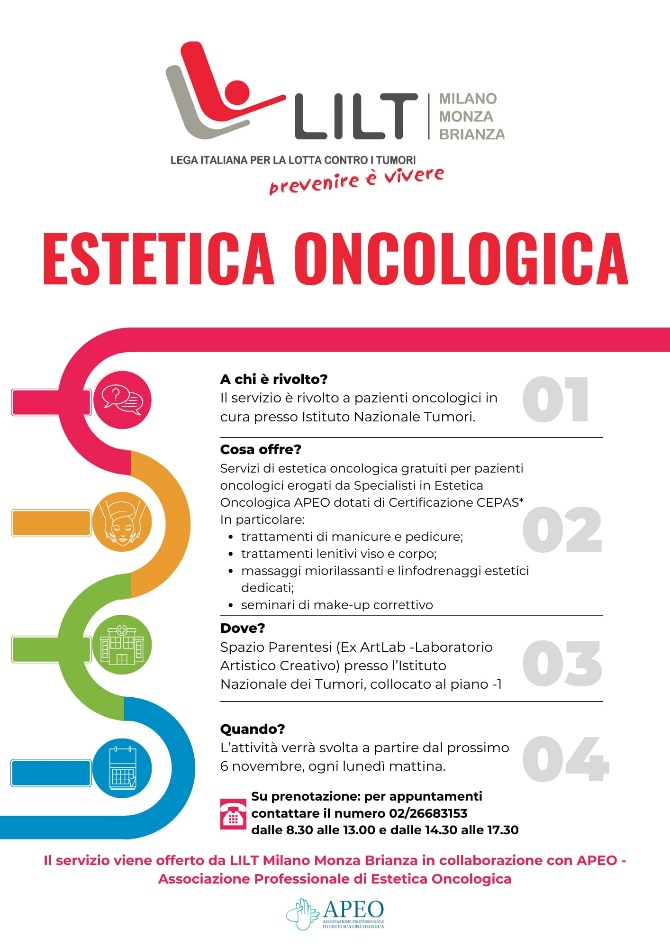 LILT
MILANO
MONZA
BRIANZA
LEGA ITALIANA PER LA LOTTA CONTRO I TUMORI
prevenire è vivere
ESTETICA ONCOLOGICA
A chi è rivolto?
Il servizio è rivolto a pazienti oncologici in
cura presso Istituto Nazionale Tumori.
01
Cosa offre?
Servizi di estetica oncologica gratuiti per pazienti
oncologici erogati da Specialisti in Estetica
Oncologica APEO dotati di Certificazione CEPAS*
In particolare:
• trattamenti di manicure e pedicure;
• trattamenti lenitivi viso e corpo;
• massaggi miorilassanti e linfodrenaggi estetici
dedicati;
• seminari di make-up correttivo
02
Dove?
Spazio Parentesi (Ex ArtLab -Laboratorio
Artistico Creativo) presso l'Istituto
Nazionale dei Tumori, collocato al piano -1
03
Quando?
L'attività verrà svolta a partire dal prossimo
6 novembre, ogni lunedì mattina.
04
Su prenotazione: per appuntamenti
contattare il numero 02/26683153
dalle 8.30 alle 13.00 e dalle 14.30 alle 17.30
Il servizio viene offerto da LILT Milano Monza Brianza in collaborazione con APEO -
Associazione Professionale di Estetica Oncologica
APEO
ASSOCIAZIONE PROFESSIONALE
DI ESTETICA ONCOLOGICA